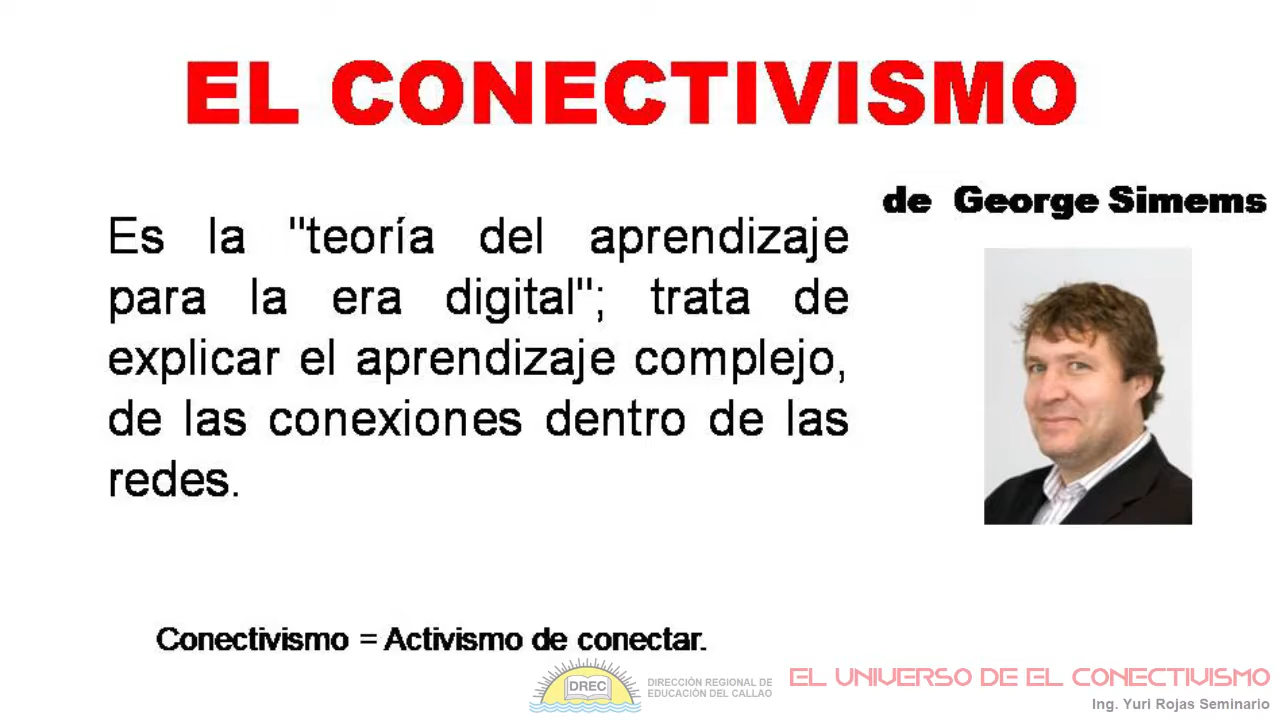 EL CONECTIVISMO
de George Simems
Es la "teoría del aprendizaje
para la era digital"; trata de
explicar el aprendizaje complejo,
de las conexiones dentro de las
redes.
Conectivismo = Activismo de conectar.
DREC
DIRECCIÓN REGIONAL DE
EDUCACIÓN DEL CALLAO
EL UNIVERSO DE EL CONECTIVISMO
Ing. Yuri Rojas Seminario